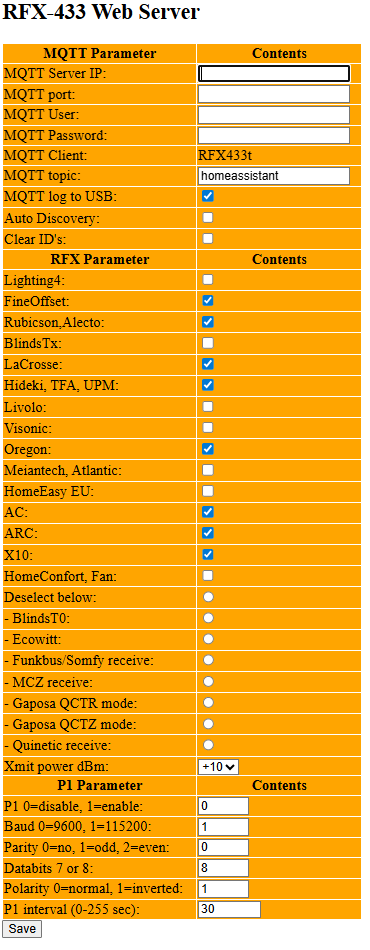 RFX-433 Web Server
MQTT Parameter Contents
MQTT Server IP:
MQTT port:
MQTT User:
MQTT Password:
MQTT Client: RFX433t
MQTT topic: homeassistant
MQTT log to USB:
Auto Discovery:
Clear ID's:
RFX Parameter Contents
Lighting4:
FineOffset:
Rubicson,Alecto:
BlindsTx:
LaCrosse:
Hideki, TFA, UPM:
Livolo:
Visonic:
Oregon:
Meiantech, Atlantic:
HomeEasy EU:
AC:
ARC:
X10:
HomeConfort, Fan:
Deselect below:
- BlindsT0:
- Ecowitt:
- Funkbus/Somfy receive:
- MCZ receive:
- Gaposa QCTR mode:
- Gaposa QCTZ mode:
- Quinetic receive:
Xmit power dBm: +10
P1 Parameter Contents
P1 0=disable, 1=enable: 0
Baud 0=9600, 1=115200: 1
Parity 0=no, 1=odd, 2=even: 0
Databits 7 or 8: 8
Polarity 0=normal, 1=inverted: 1
P1 interval (0-255 sec): 30
Save